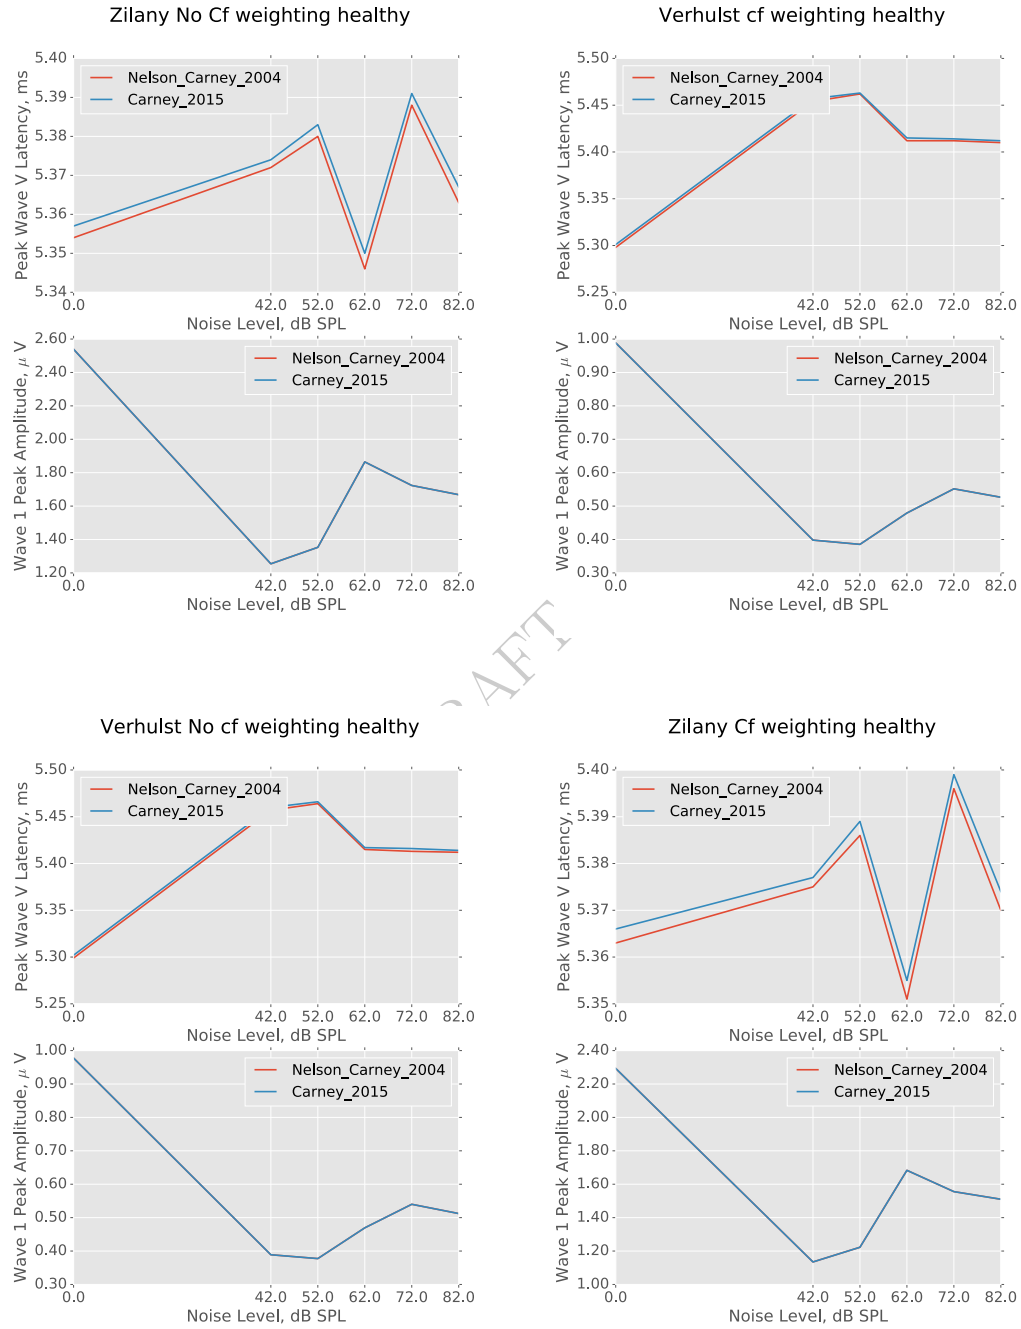 Zilany No Cf weighting healthy
5.40
5.39
5.38
5.37
5.36
5.35
5.34
Peak Wave V Latency, ms
Nelson_Carney_2004
Carney_2015
0.0 42.0 52.0 62.0 72.0 82.0
Noise Level, dB SPL
2.60
2.40
2.20
2.00
1.80
1.60
1.40
1.20
Wave 1 Peak Amplitude, μ V
Nelson_Carney_2004
Carney_2015
0.0 42.0 52.0 62.0 72.0 82.0
Noise Level, dB SPL
Verhulst cf weighting healthy
5.50
5.45
5.40
5.35
5.30
5.25
Peak Wave V Latency, ms
Nelson_Carney_2004
Carney_2015
0.0 42.0 52.0 62.0 72.0 82.0
Noise Level, dB SPL
1.00
0.90
0.80
0.70
0.60
0.50
0.40
0.30
Wave 1 Peak Amplitude, μ V
Nelson_Carney_2004
Carney_2015
0.0 42.0 52.0 62.0 72.0 82.0
Noise Level, dB SPL
RAFT
Verhulst No cf weighting healthy
5.50
5.45
5.40
5.35
5.30
5.25
Peak Wave V Latency, ms
Nelson_Carney_2004
Carney_2015
0.0 42.0 52.0 62.0 72.0 82.0
Noise Level, dB SPL
1.00
0.90
0.80
0.70
0.60
0.50
0.40
0.30
Wave 1 Peak Amplitude, μ V
Nelson_Carney_2004
Carney_2015
0.0 42.0 52.0 62.0 72.0 82.0
Noise Level, dB SPL
Zilany Cf weighting healthy
5.40
5.39
5.38
5.37
5.36
5.35
Peak Wave V Latency, ms
Nelson_Carney_2004
Carney_2015
0.0 42.0 52.0 62.0 72.0 82.0
Noise Level, dB SPL
2.40
2.20
2.00
1.80
1.60
1.40
1.20
1.00
Wave 1 Peak Amplitude, μ V
Nelson_Carney_2004
Carney_2015
0.0 42.0 52.0 62.0 72.0 82.0
Noise Level, dB SPL